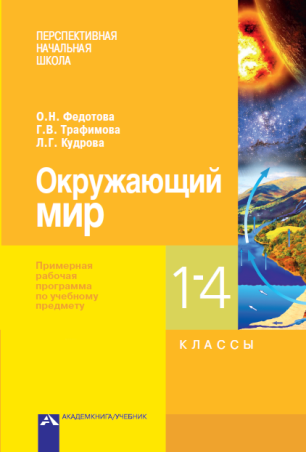 ПЕРСПЕКТИВНАЯ
НАЧАЛЬНАЯ
ШКОЛА
О.Н. Федотова
Г.В. Трафимова
Л.Г. Кудрова
Окружающий
мир
Примерная
рабочая
программа
по учебному
предмету
1-4
КЛАССЫ
АКАДЕМКНИГА/УЧЕБНИК